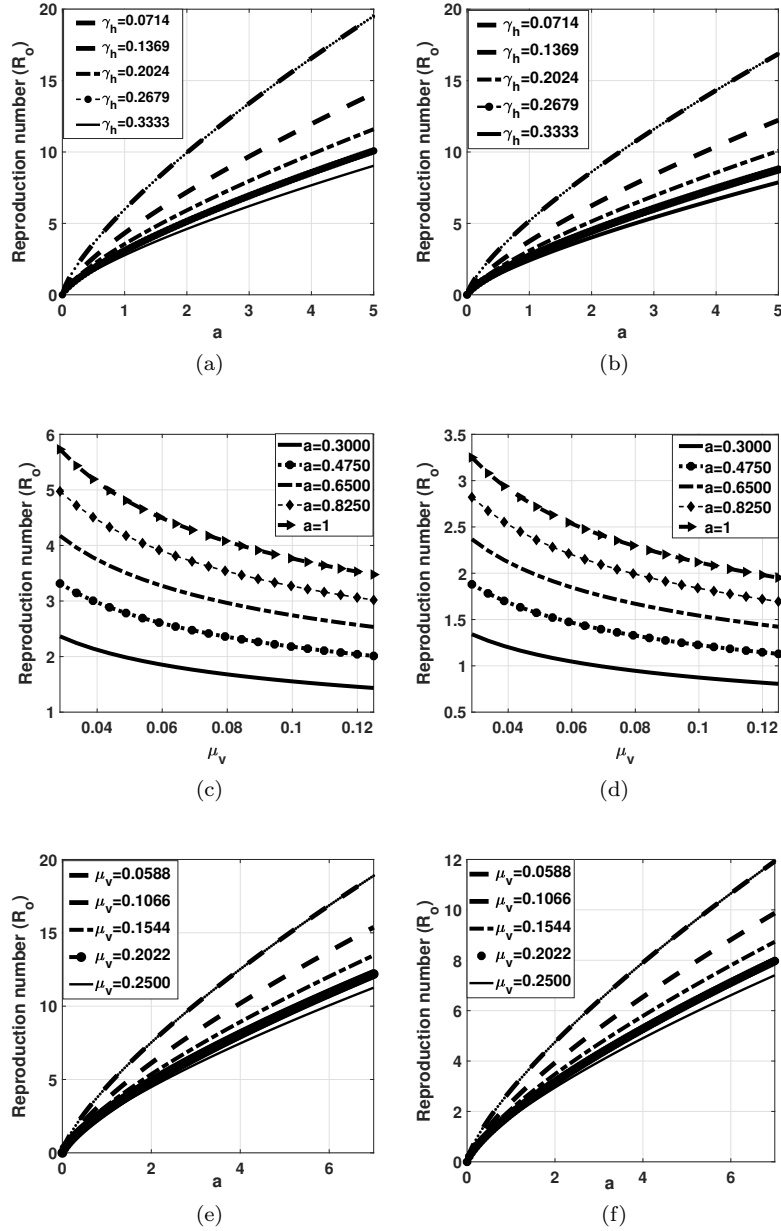 γh=0.0714
γh=0.1369
γh=0.2024
γh=0.2679
γh=0.3333
Reproduction number (Ro)
20
15
10
5
0
0 1 2 3 4 5
a
(a)
γh=0.0714
γh=0.1369
γh=0.2024
γh=0.2679
γh=0.3333
Reproduction number (Ro)
20
15
10
5
0
0 1 2 3 4 5
a
(b)
a=0.3000
a=0.4750
a=0.6500
a=0.8250
a=1
Reproduction number (Ro)
6
5
4
3
2
1
0.04 0.06 0.08 0.1 0.12
μv
(c)
a=0.3000
a=0.4750
a=0.6500
a=0.8250
a=1
Reproduction number (Ro)
3.5
3
2.5
2
1.5
1
0.5
0.04 0.06 0.08 0.1 0.12
μv
(d)
μv=0.0588
μv=0.1066
μv=0.1544
μv=0.2022
μv=0.2500
Reproduction number (Ro)
20
15
10
5
0
0 2 4 6
a
(e)
μv=0.0588
μv=0.1066
μv=0.1544
μv=0.2022
μv=0.2500
Reproduction number (Ro)
12
10
8
6
4
2
0
0 2 4 6
a
(f)